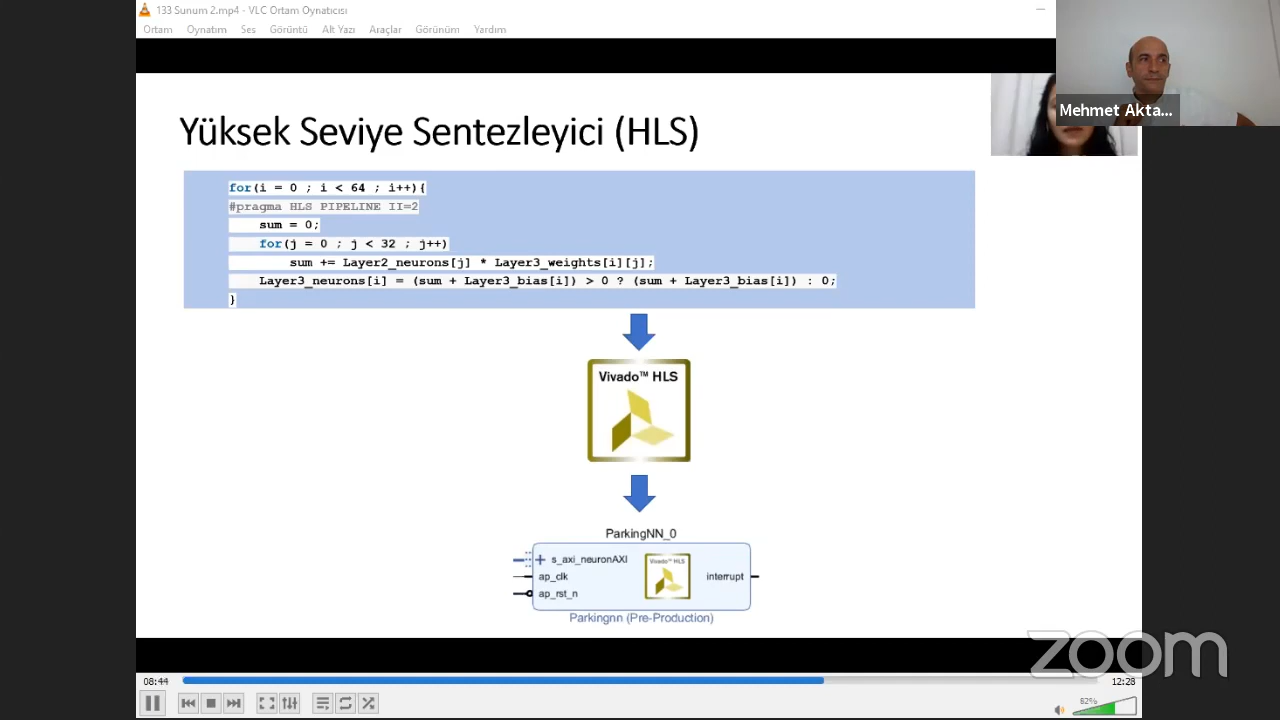 133 Sunum 2.mp4 - VLC Ortam Oynatıcısı
Ortam Oynatım Ses Görüntü Alt Yazı Araçlar Görünüm Yardım
Mehmet Akta...
Yüksek Seviye Sentezleyici (HLS)
for(i = 0 ; i < 64 ; i++){
#pragma HLS PIPELINE II=2
sum = 0;
for(j = 0 ; j < 32 ; j++)
sum += Layer2_neurons[j] * Layer3_weights[i][j];
Layer3_neurons[i] = (sum + Layer3_bias[i]) > 0 ? (sum + Layer3_bias[i]) : 0;
}
Vivado™ HLS
ParkingNN_0
s_axi_neuronAXI
ap_clk
ap_rst_n
Vivado™ HLS
interrupt
Parkingnn (Pre-Production)
zoom
08:44
12:28
82%